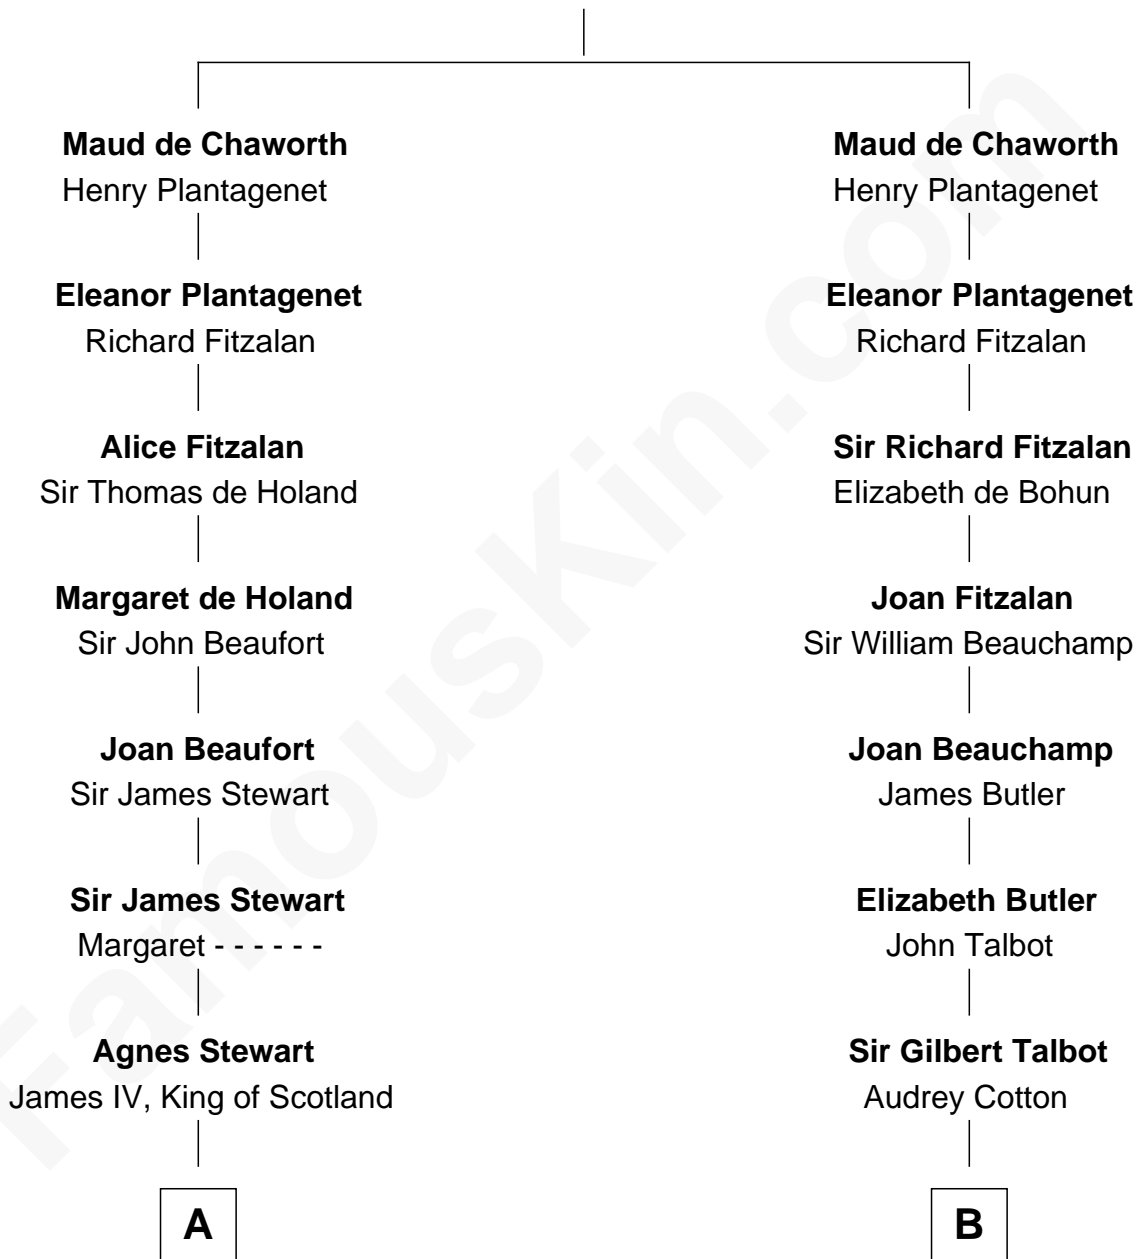 Maud de Chaworth
Henry Plantagenet
Eleanor Plantagenet
Richard Fitzalan
Alice Fitzalan
Sir Thomas de Holand
Margaret de Holand
Sir John Beaufort
Joan Beaufort
Sir James Stewart
Sir James Stewart
Margaret - - - - - -
Agnes Stewart
James IV, King of Scotland
A
Maud de Chaworth
Henry Plantagenet
Eleanor Plantagenet
Richard Fitzalan
Sir Richard Fitzalan
Elizabeth de Bohun
Joan Fitzalan
Sir William Beauchamp
Joan Beauchamp
James Butler
Elizabeth Butler
John Talbot
Sir Gilbert Talbot
Audrey Cotton
B
FamousKin.com